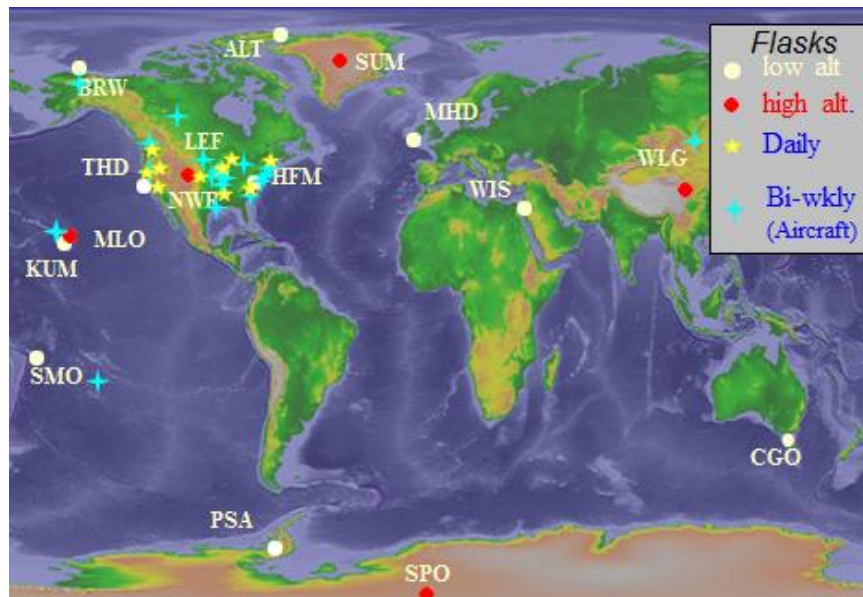 ALT
SUM
BRW
MHD
LEF
THD
HFM
WLG
NWF
WIS
MLO
KUM
SMO
CGO
PSA
SPO
Flasks
low alt
high alt.
Daily
Bi-wkly
(Aircraft)